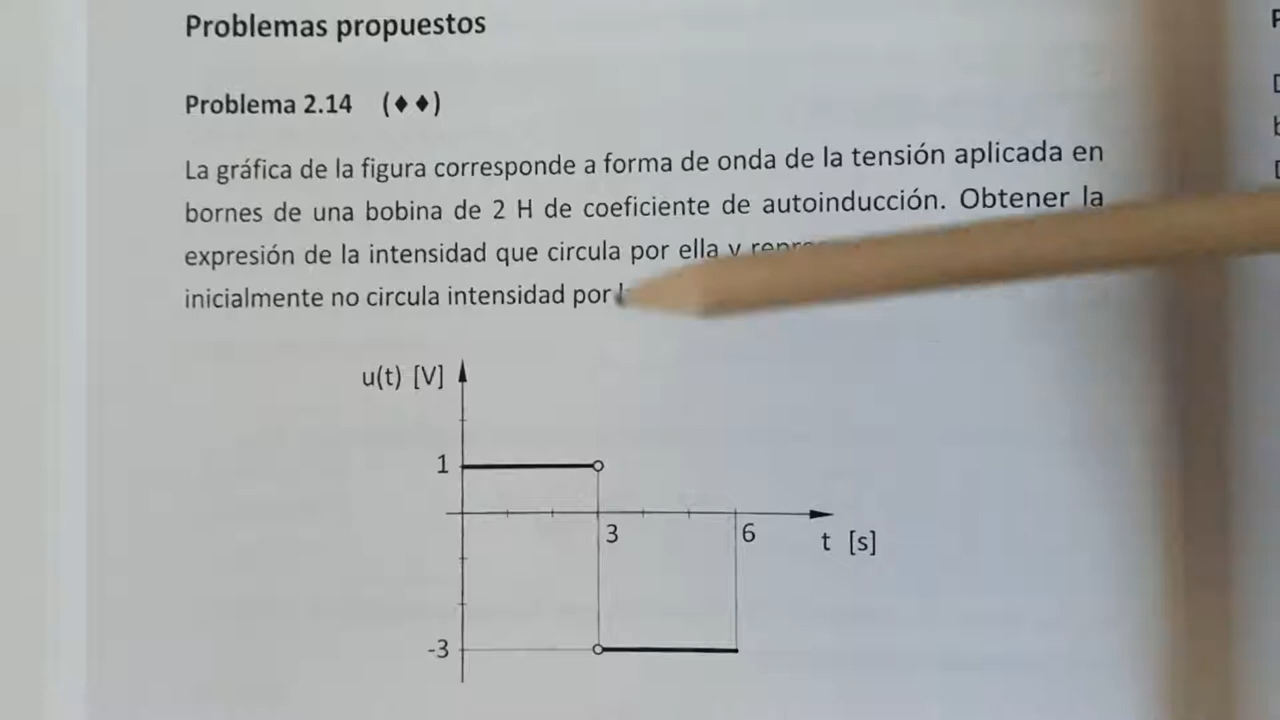 Problemas propuestos
Problema 2.14 (♦♦)
La gráfica de la figura corresponde a forma de onda de la tensión aplicada en
bornes de una bobina de 2 H de coeficiente de autoinducción. Obtener la
expresión de la intensidad que circula por ella y
inicialmente no circula intensidad por
u(t) [V]
1
3
6
t [s]
-3